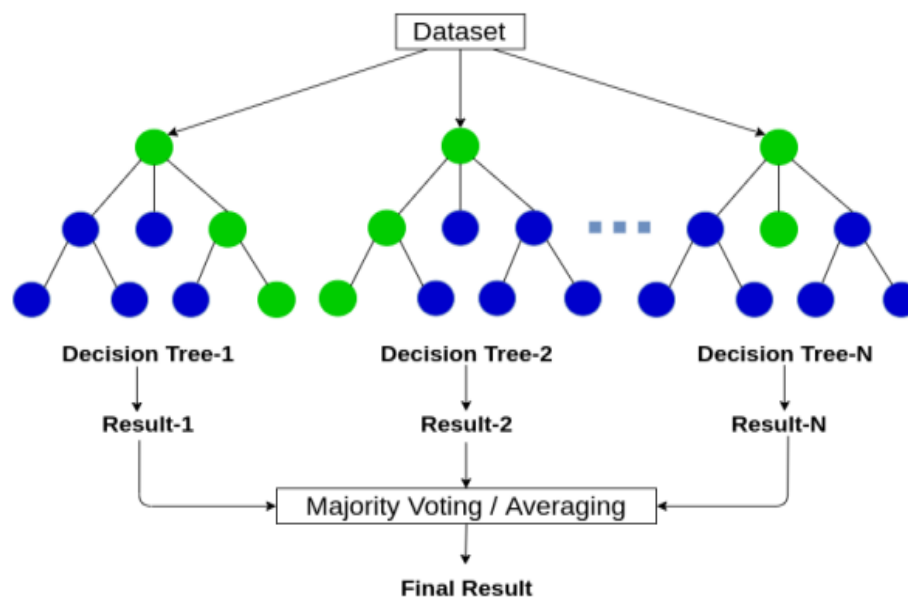 Dataset
Decision Tree-1
Decision Tree-2
Decision Tree-N
Result-1
Result-2
Result-N
Majority Voting / Averaging
Final Result